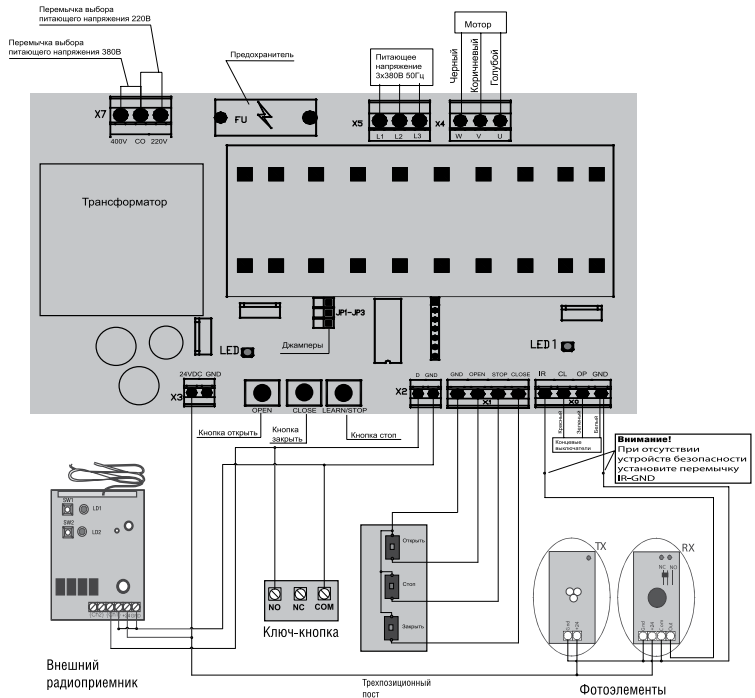 Перемычка выбора
питающего напряжения 220В
Перемычка выбора
питающего напряжения 380В
Предохранитель
Питающее
напряжение
3x380В 50Гц
Мотор
Черный
Коричневый
Голубой
X7
400V CO 220V
FU
X5
L1 L2 L3
X4
W V U
Трансформатор
JP1-JP3
Джамперы
LED
LED1
24VDC GND
X3
OPEN
CLOSE
LEARN/STOP
Кнопка открыть
Кнопка
закрыть
Кнопка стоп
D GND
X2
GND OPEN STOP CLOSE
X1
IR CL OP GND
X0
Красный
Зеленый
Белый
Концевые
выключатели
Внимание!
При отсутствии
устройств безопасности
установите перемычку
IR-GND
SW1
LD1
SW2
LD2
Внешний
радиоприемник
NO NC COM
Ключ-кнопка
Открыть
Стоп
Закрыть
Трехпозиционный
пост
TX
RX
NC NO
Фотоэлементы